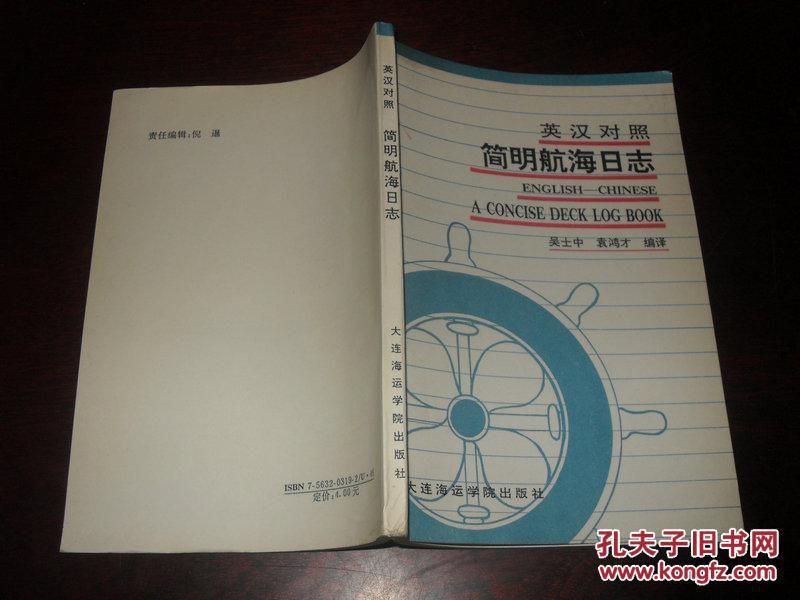 英汉对照
简明航海日志
ENGLISH—CHINESE
A CONCISE DECK LOG BOOK
吴士中 袁鸿才 编译
大连海运学院出版社
英汉对照 简明航海日志
大连海运学院出版社
责任编辑:倪 暹
ISBN 7-5632-0319-2/U·
定价:4.00元
孔夫子旧书网
www.kongfz.com